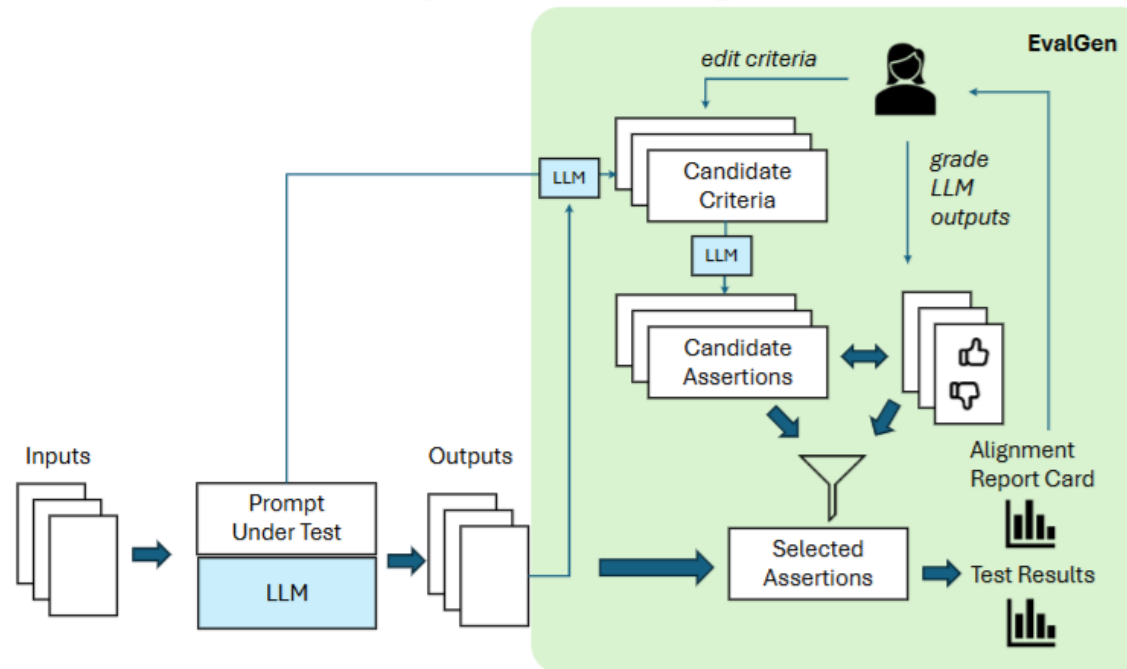 EvalGen
edit criteria
grade
LLM
outputs
LLM
Candidate
Criteria
LLM
Candidate
Assertions
Inputs
Prompt
Under Test
LLM
Outputs
Selected
Assertions
Alignment
Report Card
Test Results